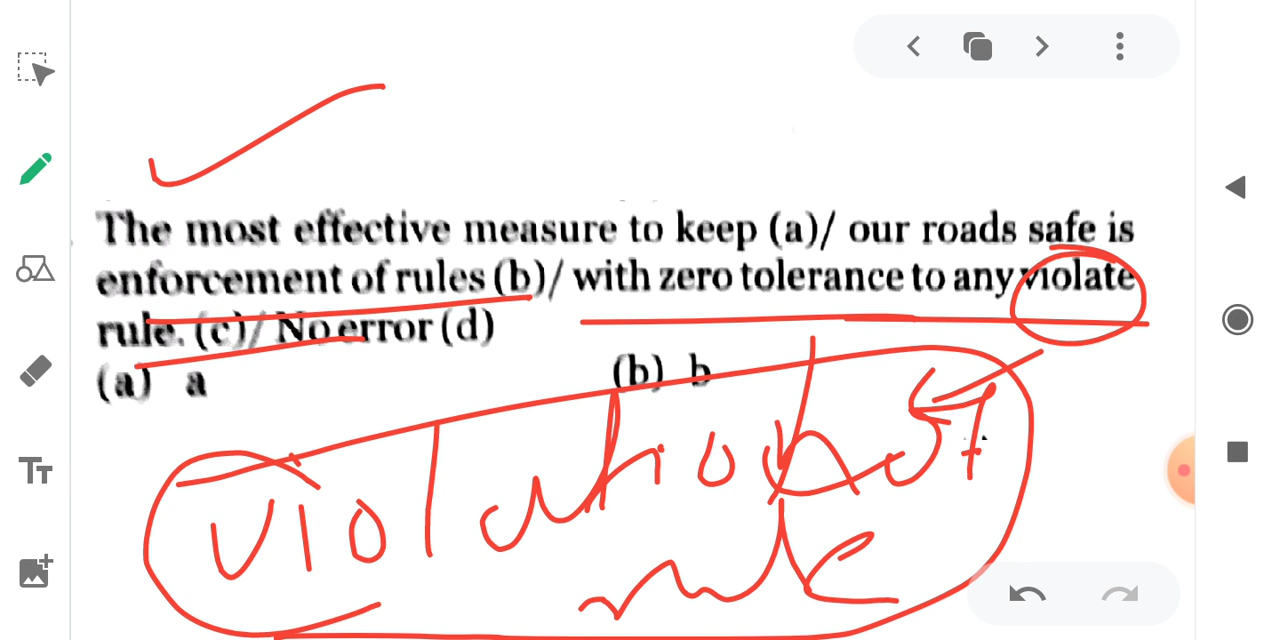 The most effective measure to keep (a)/ our roads safe is
enforcement of rules (b)/ with zero tolerance to any violate
rule. (c)/ No error (d)
(a) a (b) b
violation of
rule